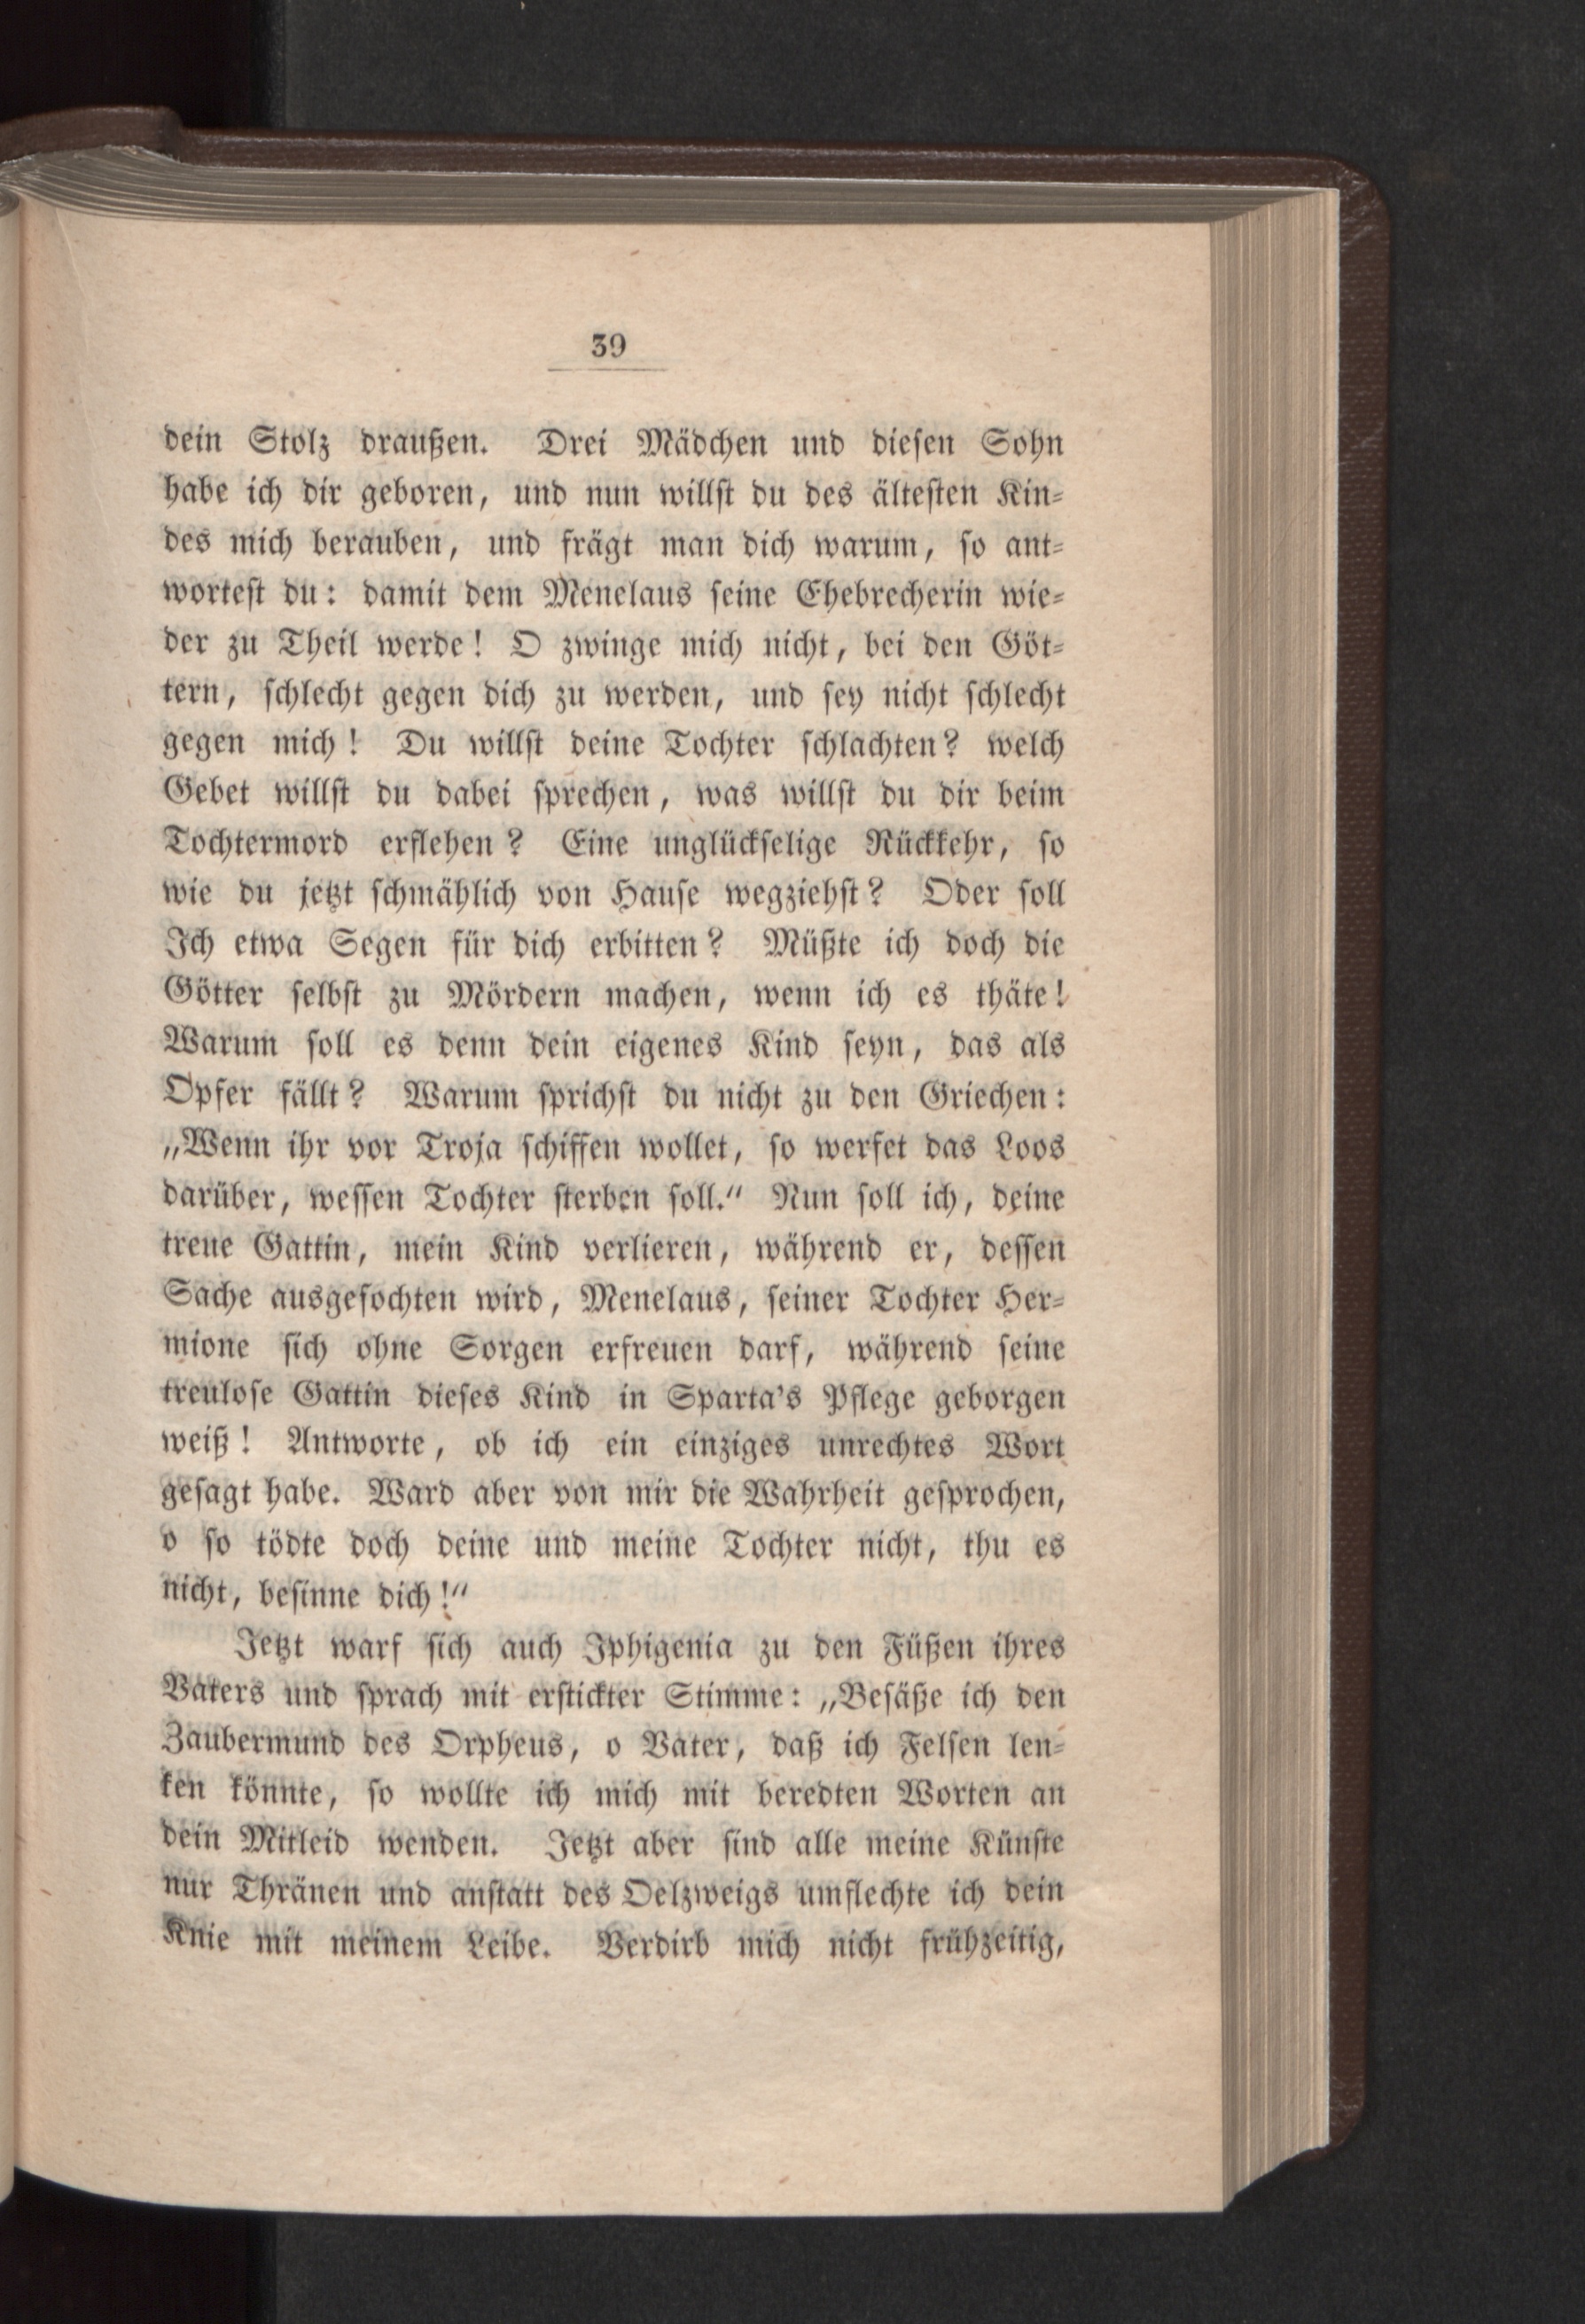 39
dein Stolz draußen. Drei Mädchen und dieſen Sohn
habe ich dir geboren, und nun willſt du des älteſten Kin⸗
des mich berauben, und frägt man dich warum, ſo ant⸗
worteſt du: damit dem Menelaus ſeine Ehebrecherin wie⸗
der zu Theil werde! O zwinge mich nicht, bei den Göt⸗
tern, ſchlecht gegen dich zu werden, und ſey nicht ſchlecht
gegen mich! Du willſt deine Tochter ſchlachten? welch
Gebet willſt du dabei ſprechen, was willſt du dir beim
Tochtermord erflehen? Eine unglückſelige Rückkehr, ſo
wie du jetzt ſchmählich von Hauſe wegziehſt? Oder ſoll
Ich etwa Segen für dich erbitten? Müßte ich doch die
Götter ſelbſt zu Mördern machen, wenn ich es thäte!
Warum ſoll es denn dein eigenes Kind ſeyn, das als
Opfer fällt? Warum ſprichſt du nicht zu den Griechen:
„Wenn ihr vor Troja ſchiffen wollet, ſo werfet das Loos
darüber, weſſen Tochter ſterben ſoll.“ Nun ſoll ich, deine
treue Gattin, mein Kind verlieren, während er, deſſen
Sache ausgefochten wird, Menelaus, ſeiner Tochter Her⸗
mione ſich ohne Sorgen erfreuen darf, während ſeine
treuloſe Gattin dieſes Kind in Sparta's Pflege geborgen
weiß! Antworte, ob ich ein einziges unrechtes Wort
geſagt habe. Ward aber von mir die Wahrheit geſprochen,
o ſo tödte doch deine und meine Tochter nicht, thu es
nicht, beſinne dich!“
Jetzt warf ſich auch Iphigenia zu den Füßen ihres
Vaters und ſprach mit erſtickter Stimme: „Beſäße ich den
Zaubermund des Orpheus, o Vater, daß ich Felſen len⸗
ken könnte, ſo wollte ich mich mit beredten Worten an
dein Mitleid wenden. Jetzt aber ſind alle meine Künſte
nur Thränen und anſtatt des Oelzweigs umflechte ich dein
Knie mit meinem Leibe. Verdirb mich nicht frühzeitig,